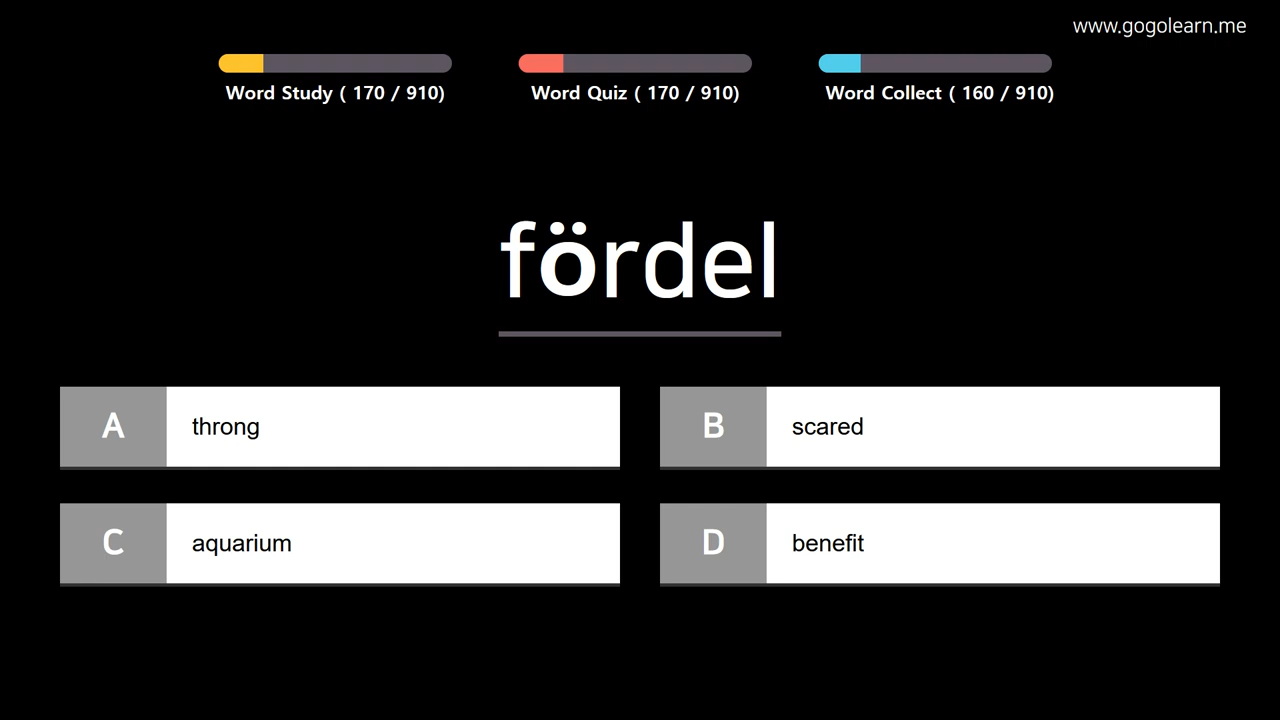 www.gogolearn.me
Word Study ( 170 / 910)
Word Quiz ( 170 / 910)
Word Collect ( 160 / 910)
fördel
A throng
B scared
C aquarium
D benefit